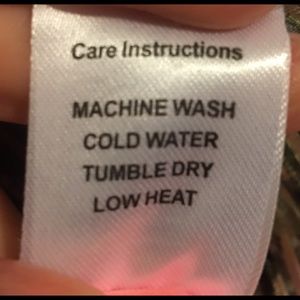 Care Instructions
MACHINE WASH
COLD WATER
TUMBLE DRY
LOW HEAT